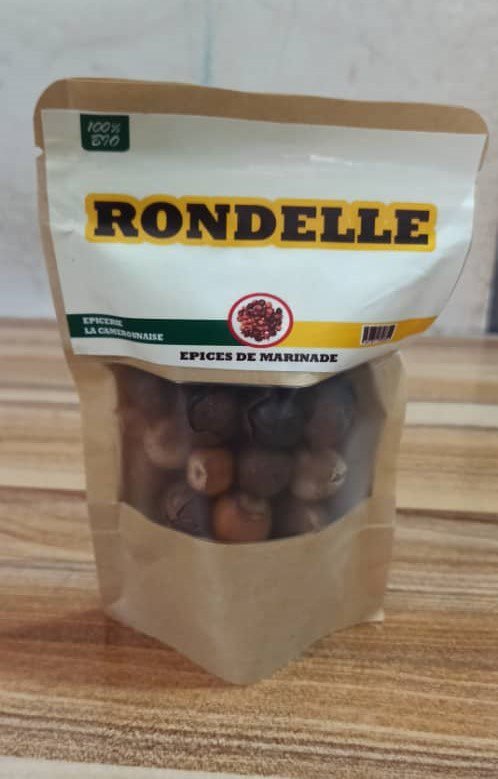 100%
BIO
RONDELLE
EPICERIE
LA CAMEROUNAISE
EPICES DE MARINADE